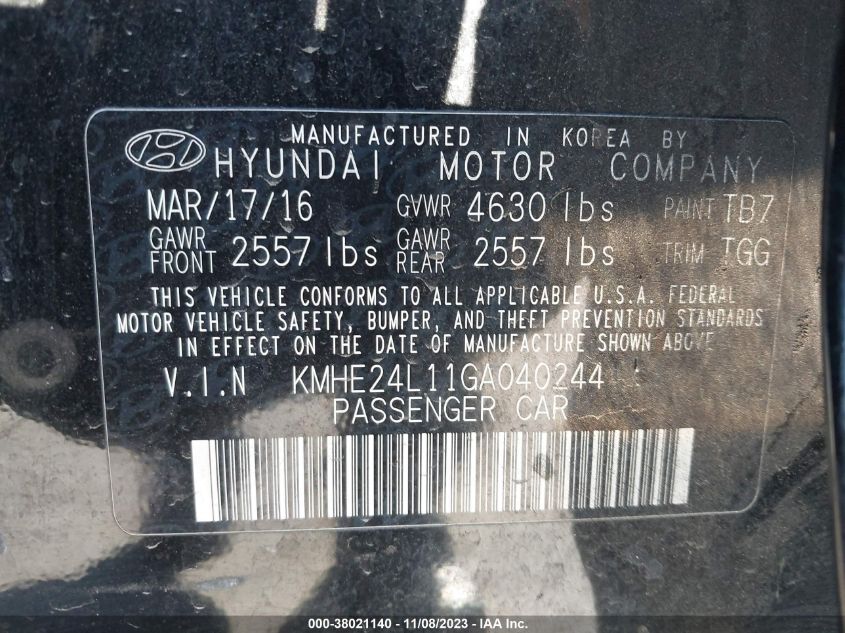 MANUFACTURED IN KOREA BY
HYUNDAI MOTOR COMPANY
MAR/17/16 GVWR 4630 lbs PAINT TB7
GAWR FRONT 2557 lbs GAWR REAR 2557 lbs TRIM TGG
THIS VEHICLE CONFORMS TO ALL APPLICABLE U.S.A. FEDERAL
MOTOR VEHICLE SAFETY, BUMPER, AND THEFT PREVENTION STANDARDS
IN EFFECT ON THE DATE OF MANUFACTURE SHOWN ABOVE
V.I.N KMHE24L11GA040244
PASSENGER CAR
000-38021140 - 11/08/2023 - IAA Inc.